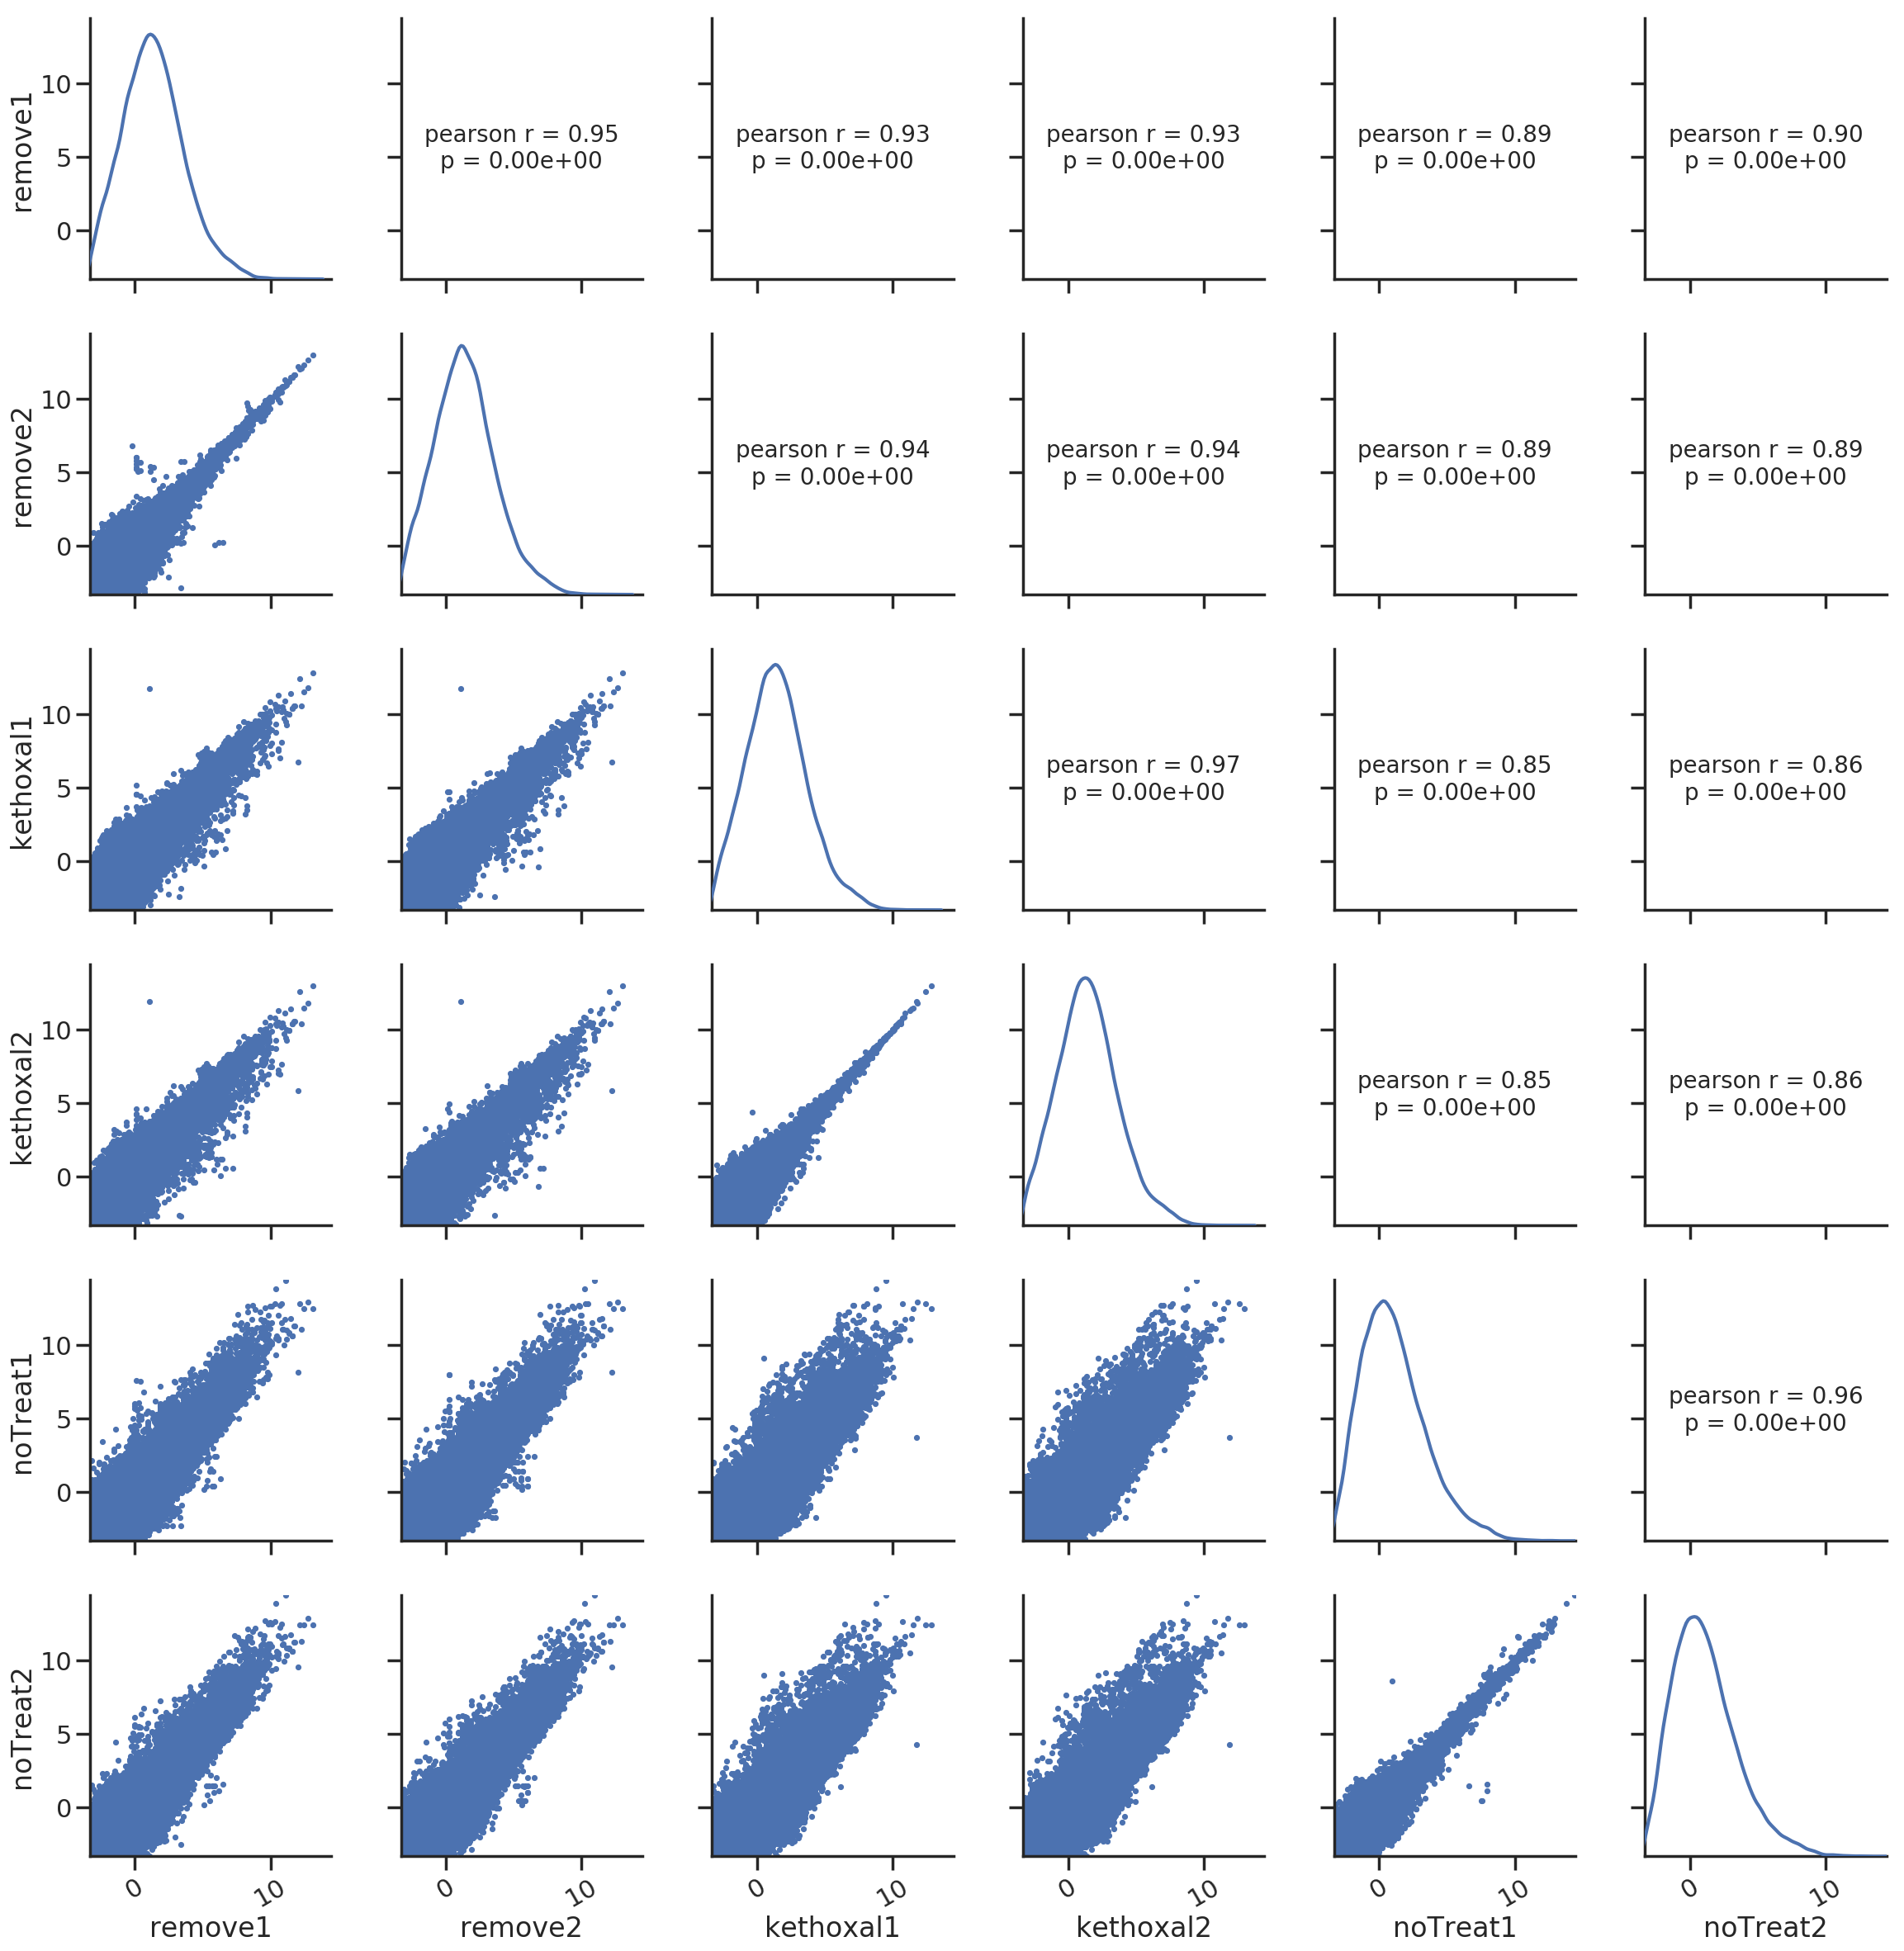 10
5
0
remove1
pearson r = 0.95
p = 0.00e+00
pearson r = 0.93
p = 0.00e+00
pearson r = 0.93
p = 0.00e+00
pearson r = 0.89
p = 0.00e+00
pearson r = 0.90
p = 0.00e+00
10
5
0
remove2
pearson r = 0.94
p = 0.00e+00
pearson r = 0.94
p = 0.00e+00
pearson r = 0.89
p = 0.00e+00
pearson r = 0.89
p = 0.00e+00
10
5
0
kethoxal1
pearson r = 0.97
p = 0.00e+00
pearson r = 0.85
p = 0.00e+00
pearson r = 0.86
p = 0.00e+00
10
5
0
kethoxal2
pearson r = 0.85
p = 0.00e+00
pearson r = 0.86
p = 0.00e+00
10
5
0
noTreat1
pearson r = 0.96
p = 0.00e+00
10
5
0
noTreat2
0 10 0 10 0 10 0 10 0 10 0 10
remove1 remove2 kethoxal1 kethoxal2 noTreat1 noTreat2